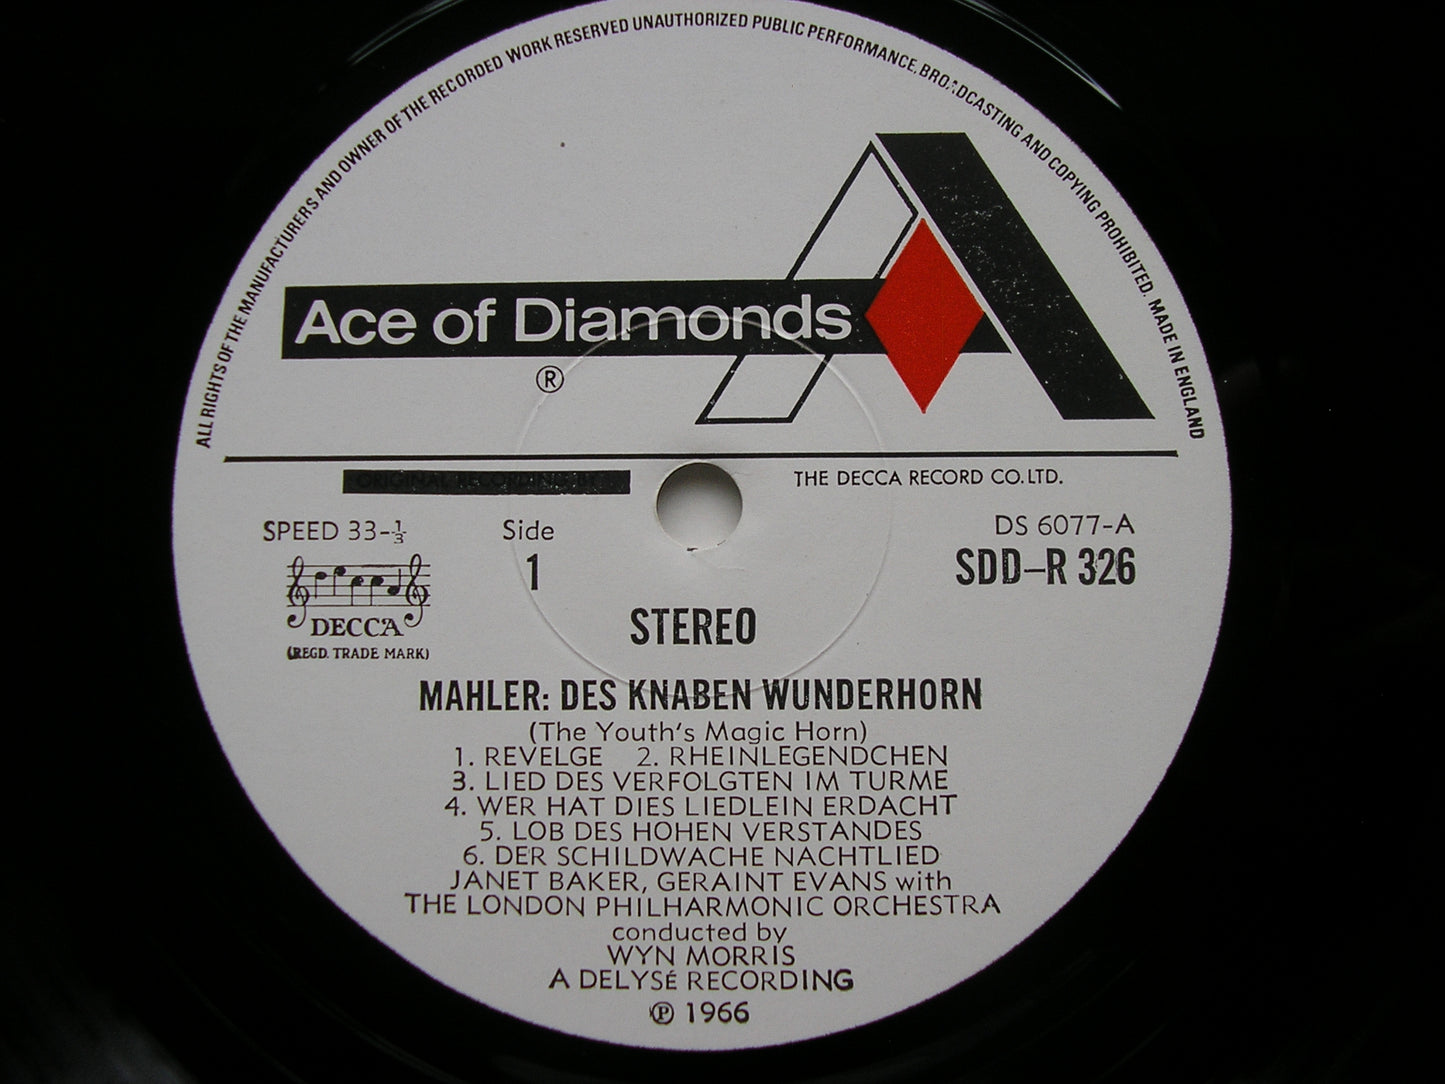 ALL RIGHTS OF THE MANUFACTURERS AND OWNER OF THE RECORDED WORK RESERVED UNAUTHORIZED PUBLIC PERFORMANCE, BROADCASTING AND COPYING PROHIBITED. MADE IN ENGLAND
Ace of Diamonds
®
ORIGINAL RECORDING BY
THE DECCA RECORD CO. LTD.
SPEED 33-1/3
Side
1
DS 6077-A
SDD–R 326
DECCA
(REGD. TRADE MARK)
STEREO
MAHLER: DES KNABEN WUNDERHORN
(The Youth's Magic Horn)
1. REVELGE 2. RHEINLEGENDCHEN
3. LIED DES VERFOLGTEN IM TURME
4. WER HAT DIES LIEDLEIN ERDACHT
5. LOB DES HOHEN VERSTANDES
6. DER SCHILDWACHE NACHTLIED
JANET BAKER, GERAINT EVANS with
THE LONDON PHILHARMONIC ORCHESTRA
conducted by
WYN MORRIS
A DELYSÉ RECORDING
℗ 1966